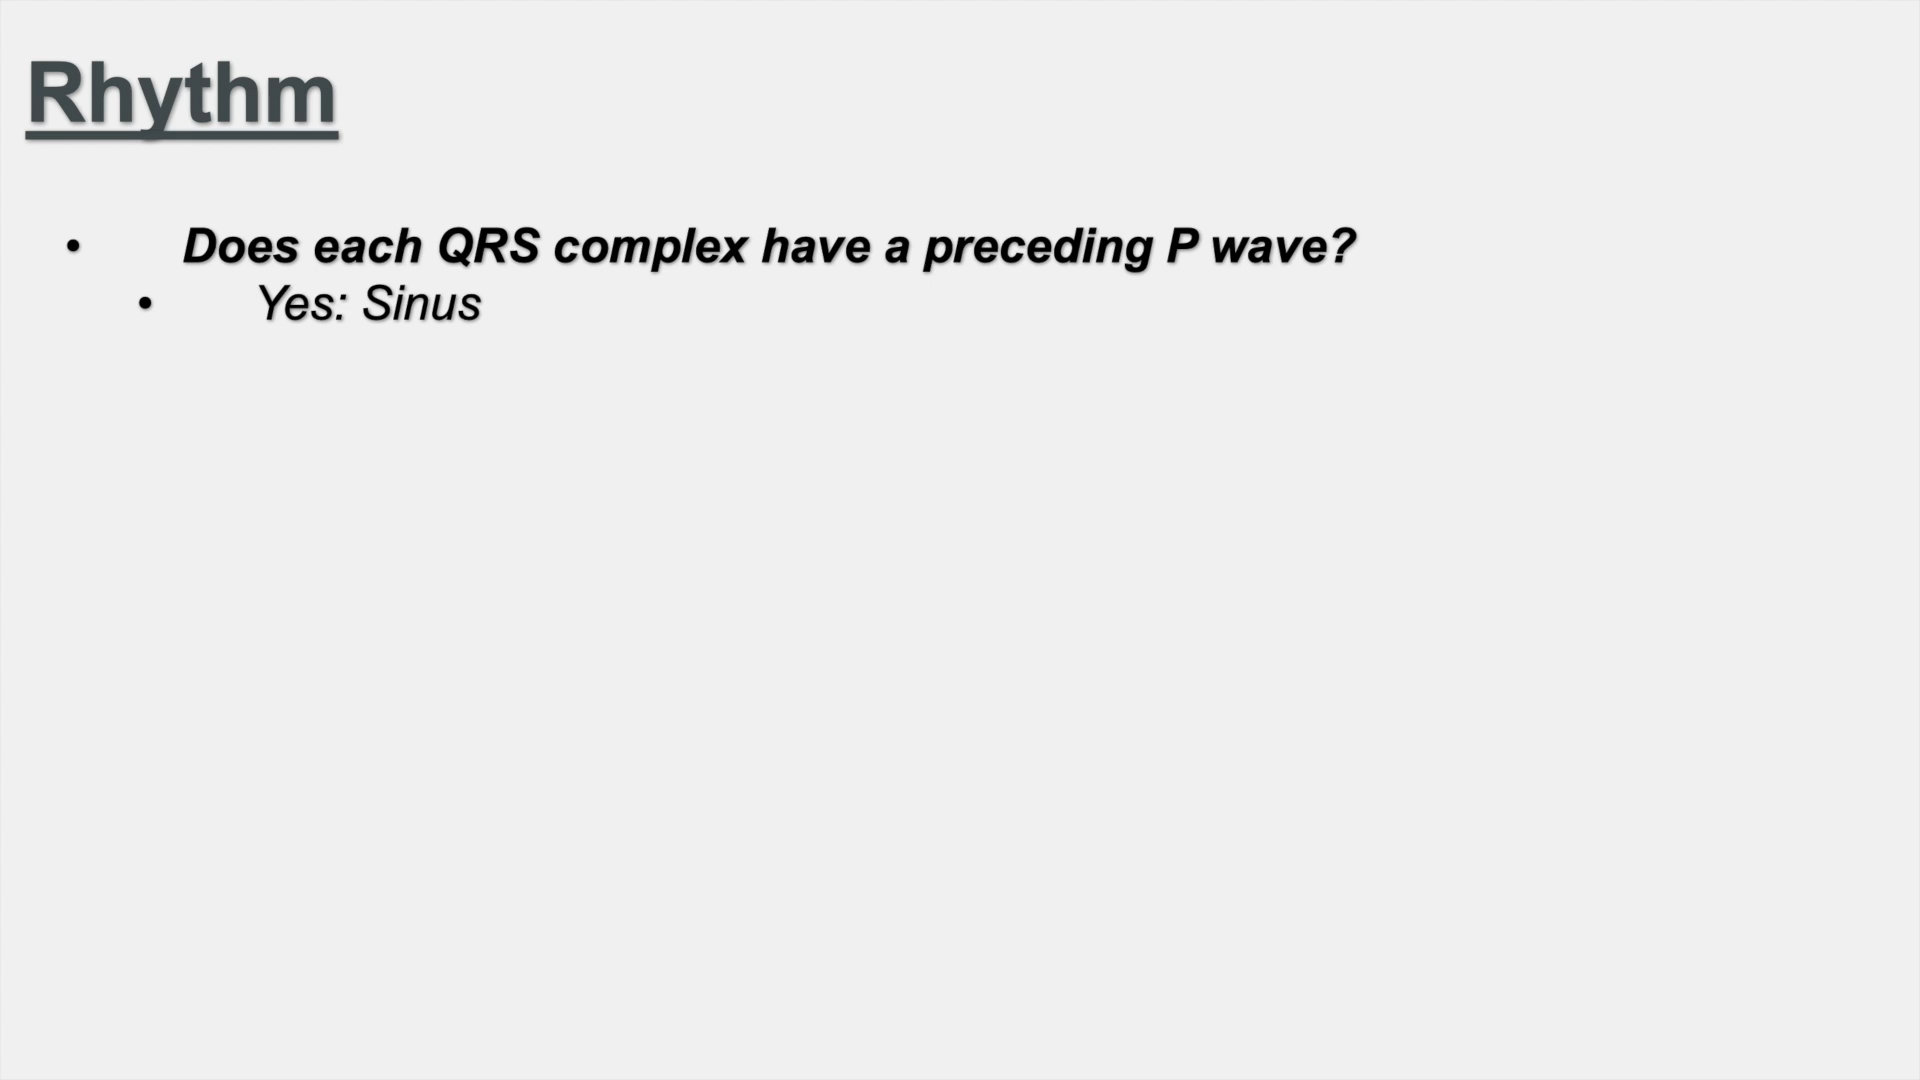 Rhythm
• Does each QRS complex have a preceding P wave?
• Yes: Sinus